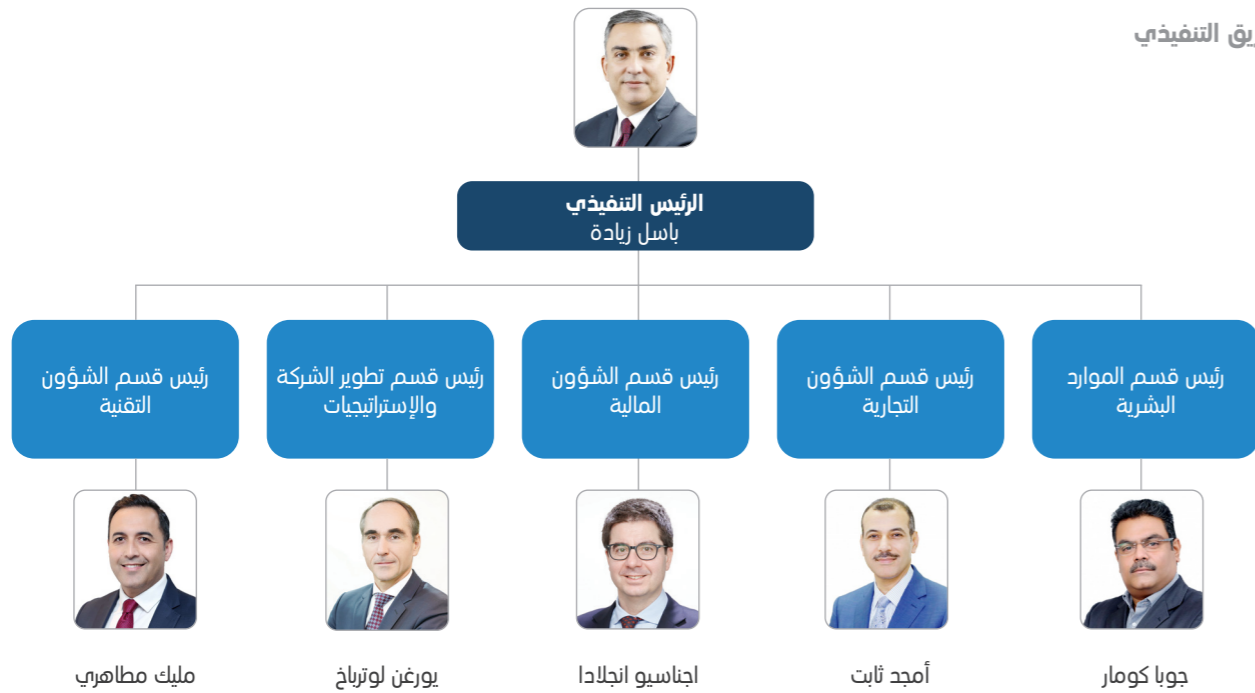 التنفيذي
الرئيس التنفيذي
باسل زيادة
رئيس قسم الموارد
البشرية
رئيس قسم الشؤون
التجارية
رئيس قسم الشؤون
المالية
رئيس قسم تطوير الشركة
والإستراتيجيات
رئيس قسم الشؤون
التقنية
جوبا كومار
أمجد ثابت
اجناسيو انجلادا
يورغن لوترباخ
مليك مطاهري